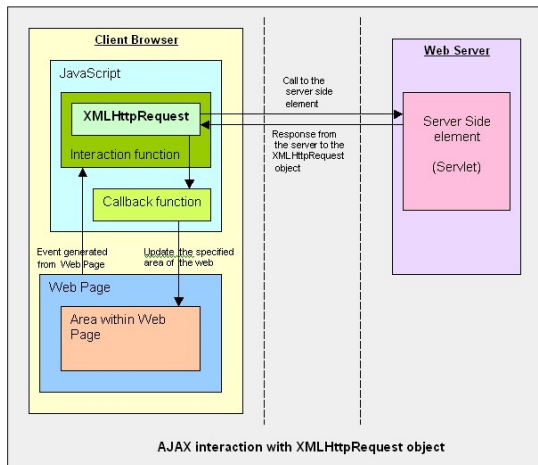 Client Browser
JavaScript
XMLHttpRequest
Interaction function
Callback function
Event generated
from Web Page
Update the specified
area of the web
Web Page
Area within Web
Page
Call to the
server side
element
Response from
the server to the
XMLHttpRequest
object
Web Server
Server Side
element
(Servlet)
AJAX interaction with XMLHttpRequest object